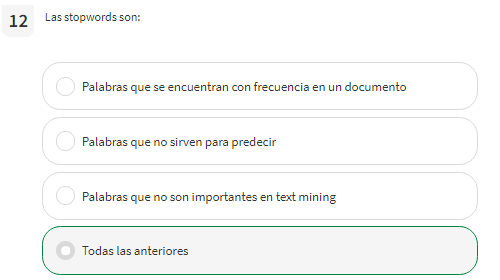 12
Las stopwords son:
Palabras que se encuentran con frecuencia en un documento
Palabras que no sirven para predecir
Palabras que no son importantes en text mining
Todas las anteriores